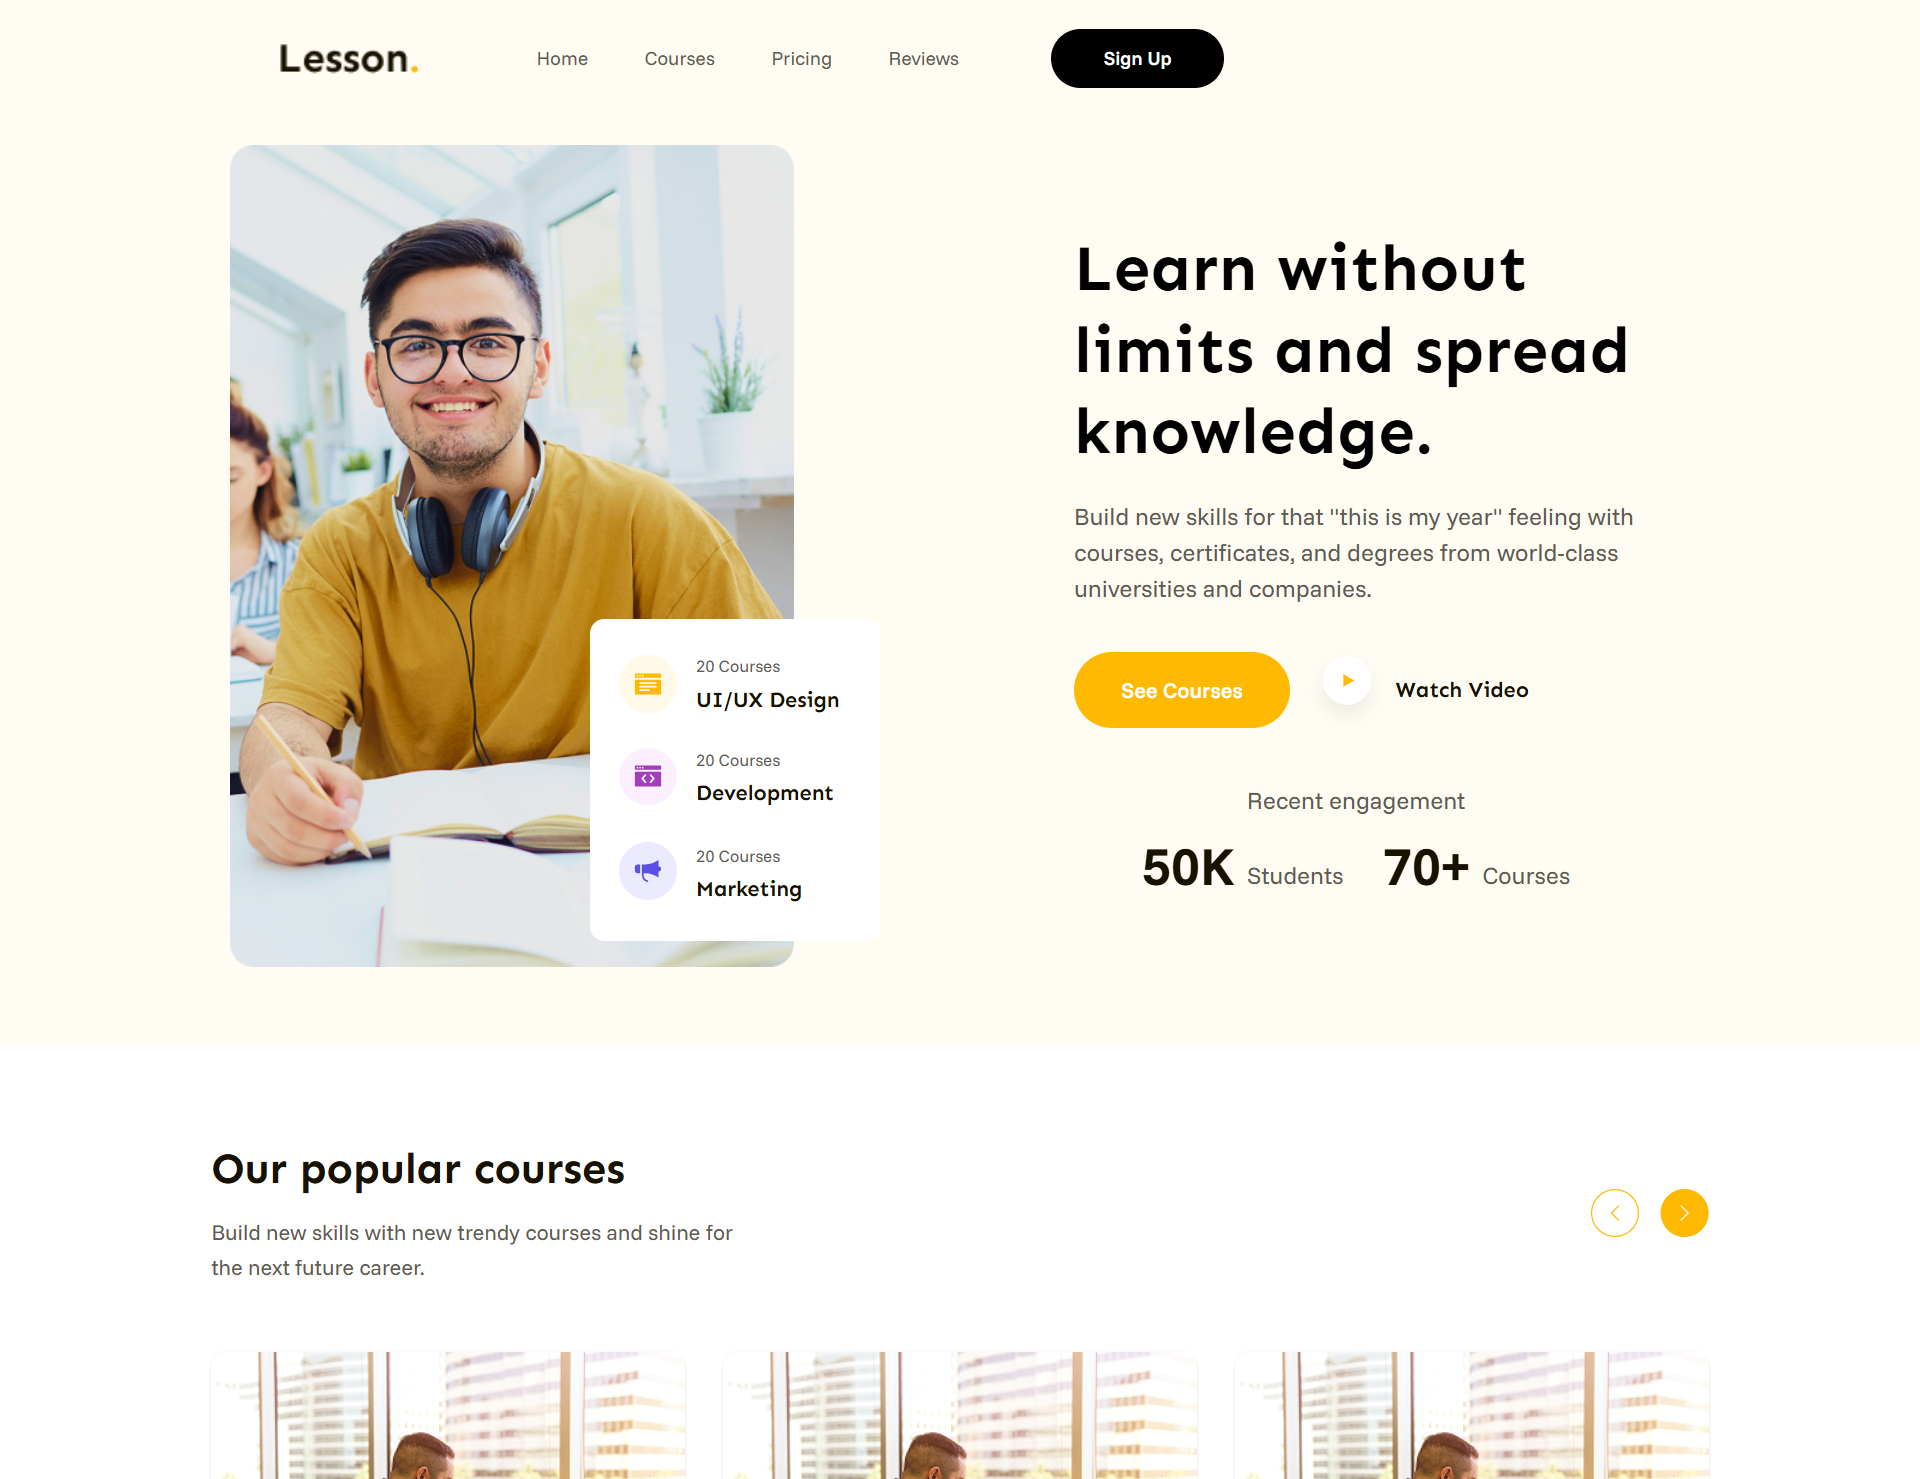 Lesson.
Home Courses Pricing Reviews Sign Up
Learn without
limits and spread
knowledge.
Build new skills for that "this is my year" feeling with
courses, certificates, and degrees from world-class
universities and companies.
See Courses Watch Video
Recent engagement
50K Students 70+ Courses
20 Courses
UI/UX Design
20 Courses
Development
20 Courses
Marketing
Our popular courses
Build new skills with new trendy courses and shine for
the next future career.